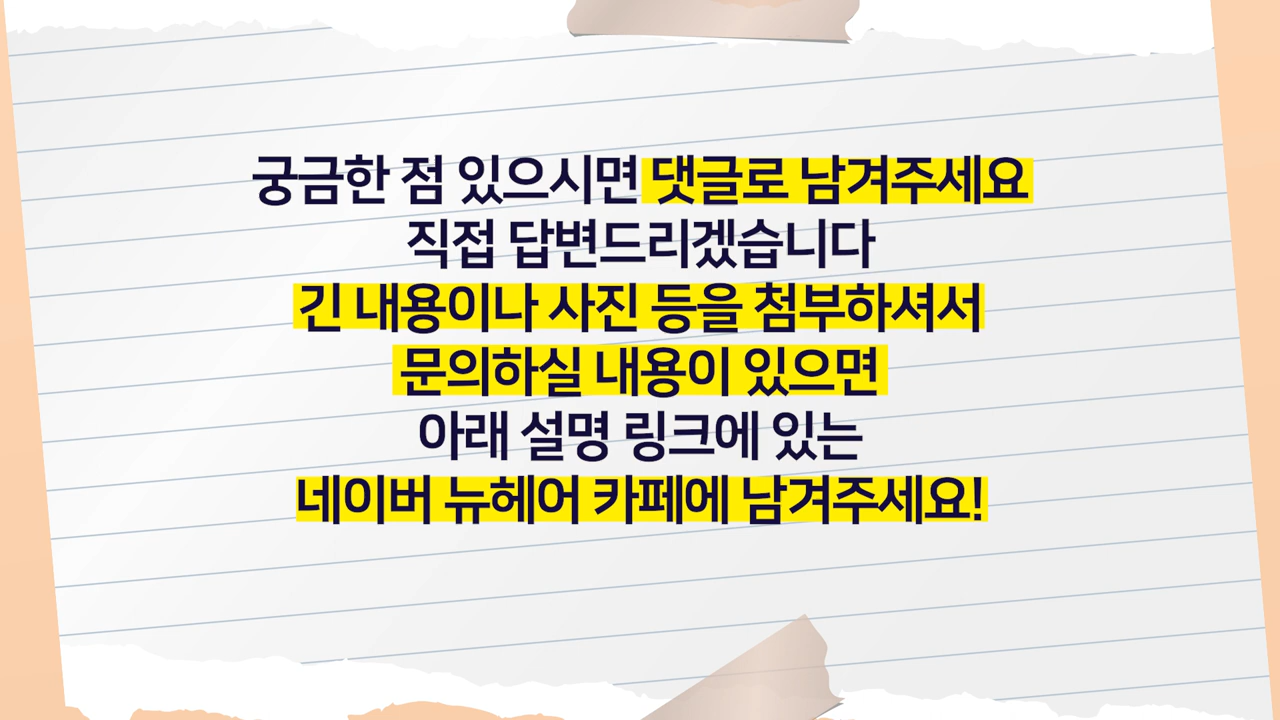 궁금한 점 있으시면 댓글로 남겨주세요
직접 답변드리겠습니다
긴 내용이나 사진 등을 첨부하셔서
문의하실 내용이 있으면
아래 설명 링크에 있는
네이버 뉴헤어 카페에 남겨주세요!